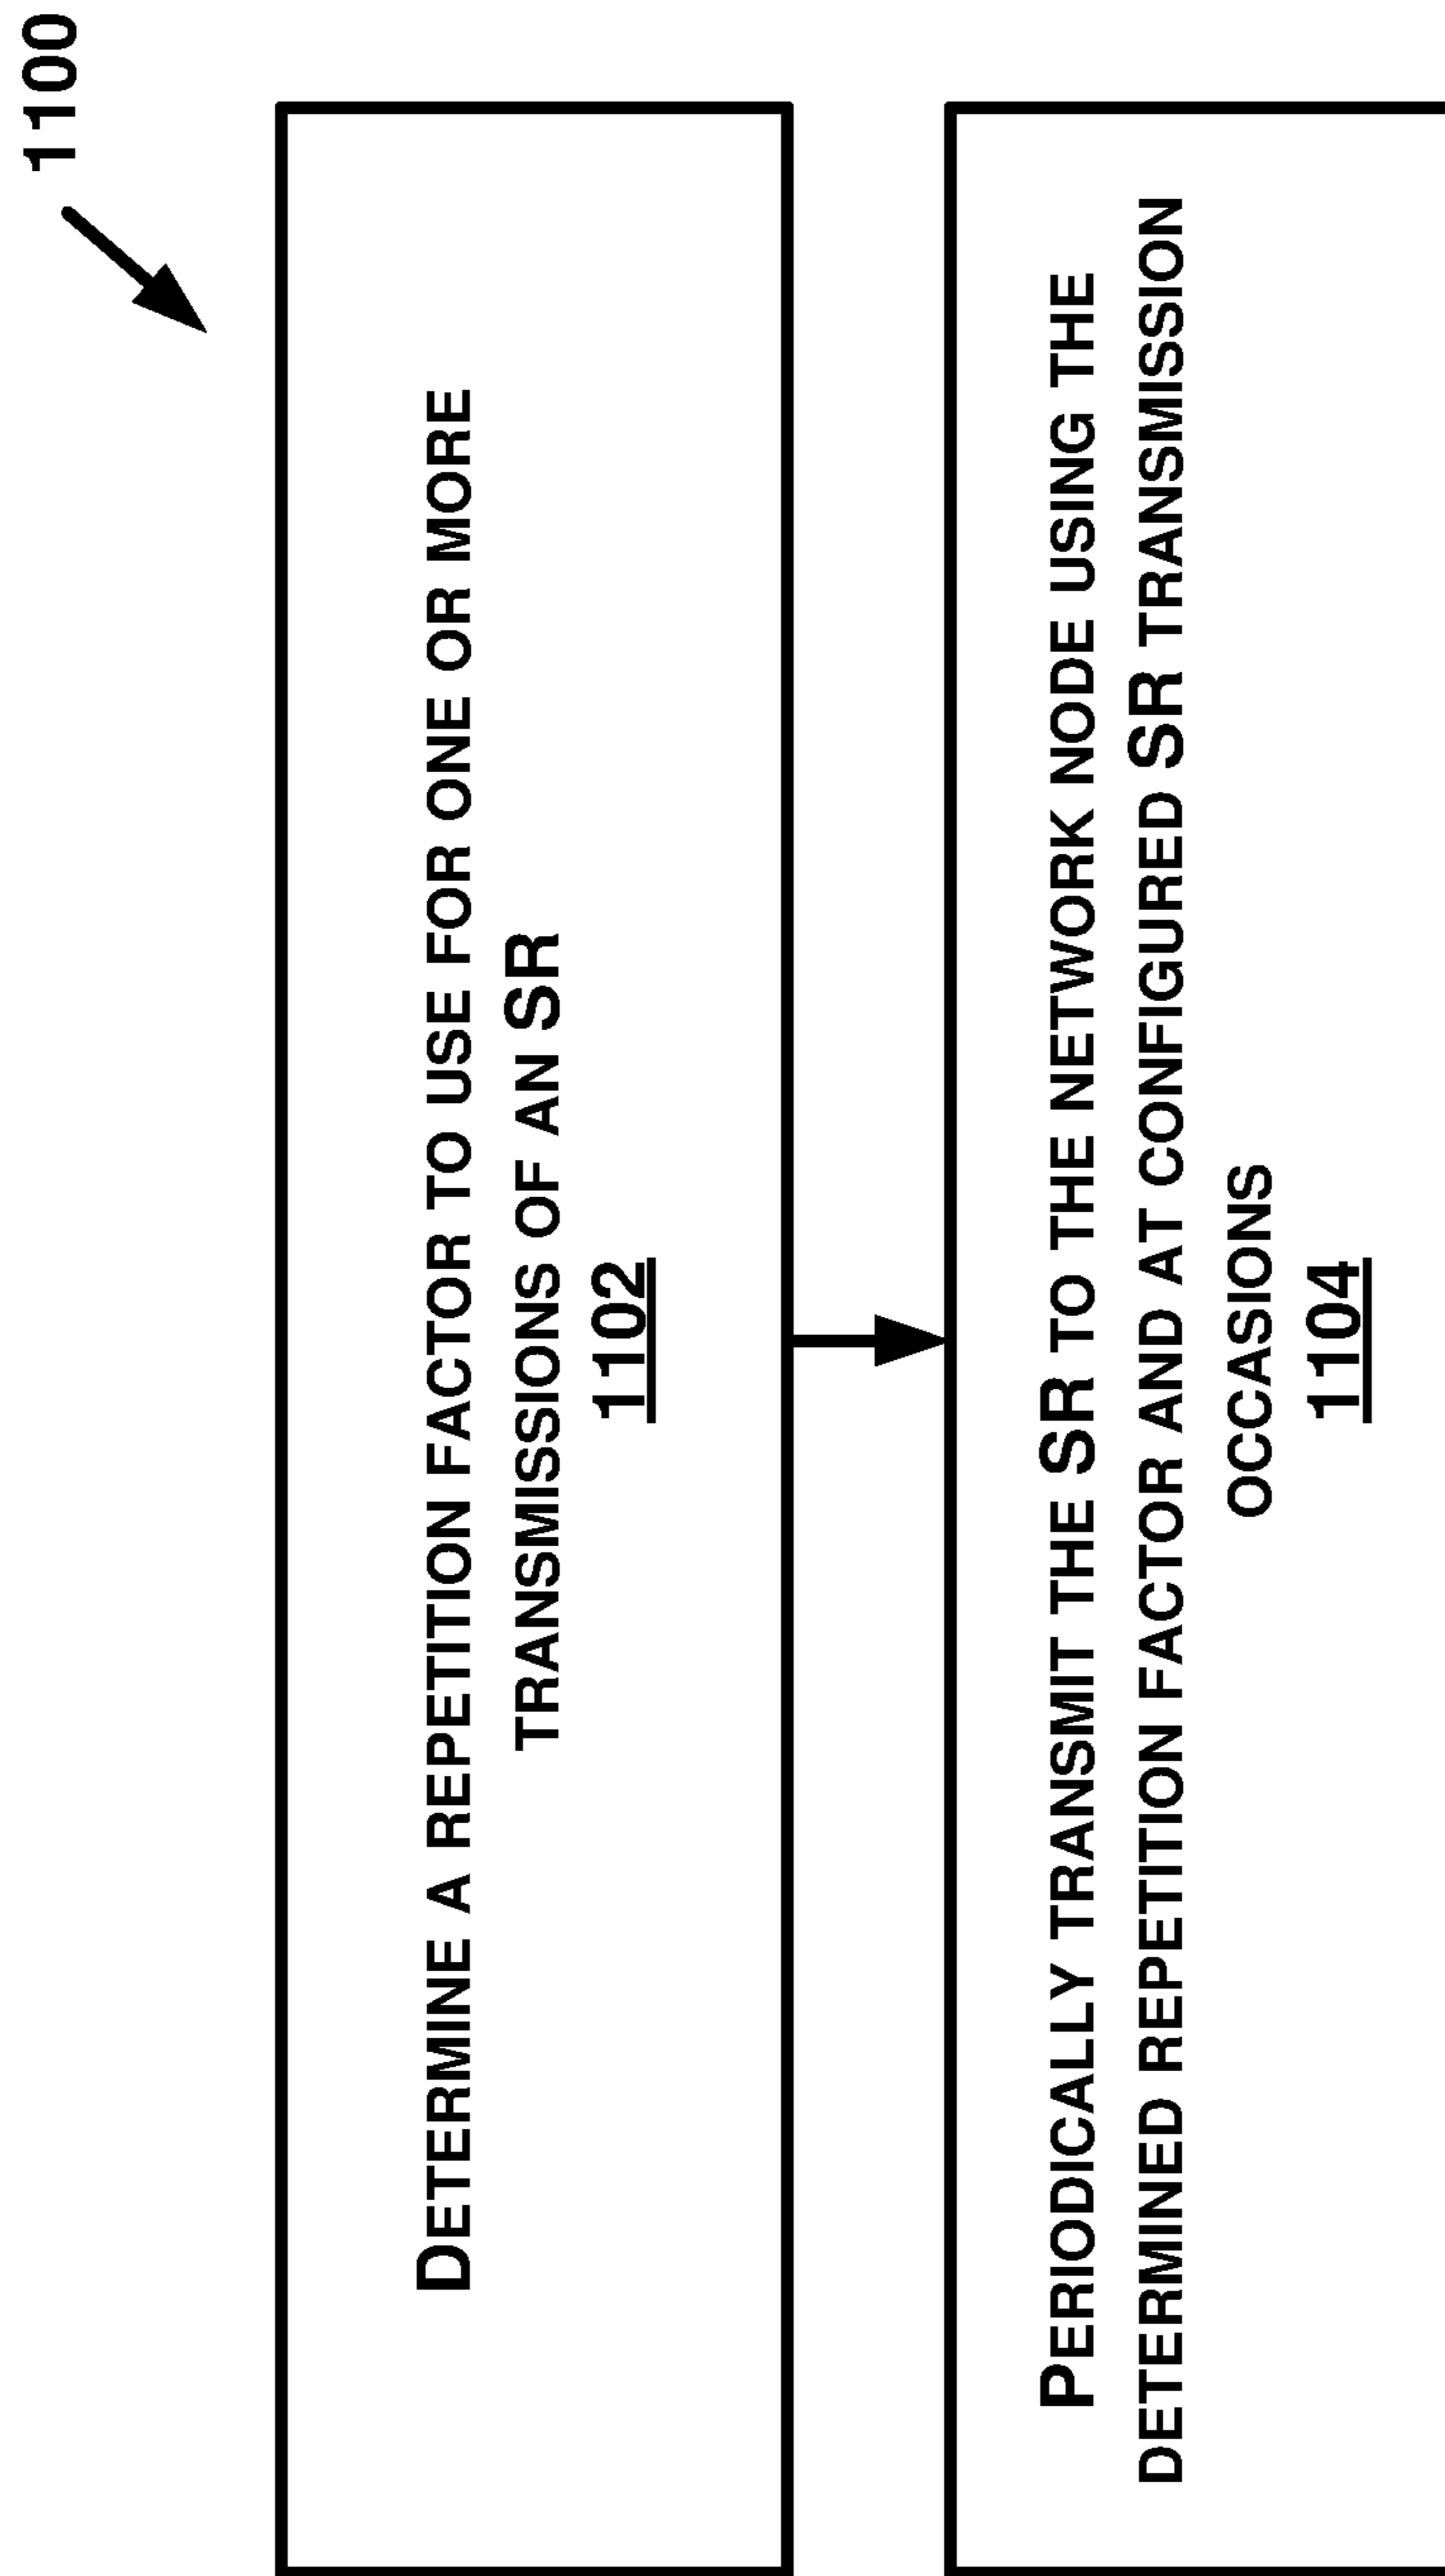 1100
DETERMINE A REPETITION FACTOR TO USE FOR ONE OR MORE
TRANSMISSIONS OF AN SR
1102
PERIODICALLY TRANSMIT THE SR TO THE NETWORK NODE USING THE
DETERMINED REPETITION FACTOR AND AT CONFIGURED SR TRANSMISSION
OCCASIONS
1104